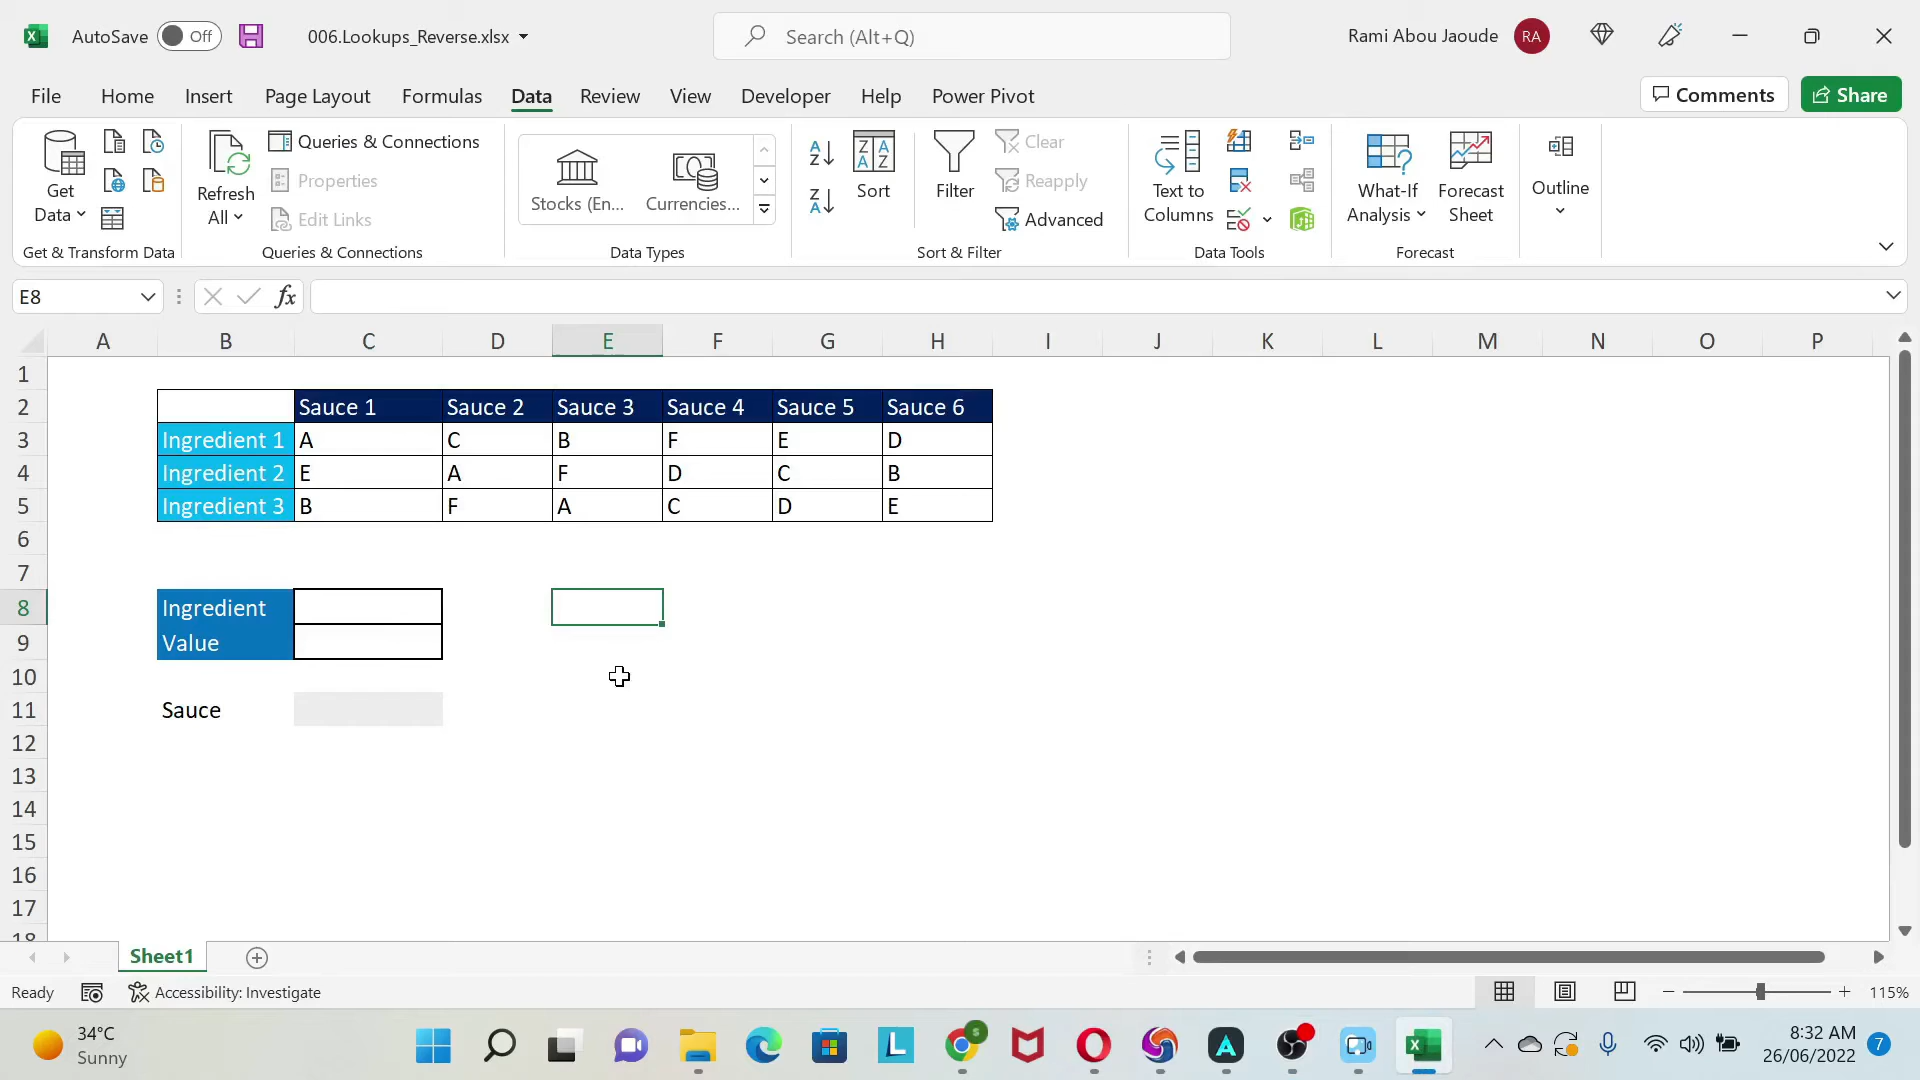 AutoSave Off 006.Lookups_Reverse.xlsx Search (Alt+Q) Rami Abou Jaoude RA
File Home Insert Page Layout Formulas Data Review View Developer Help Power Pivot Comments Share
Get Data
Refresh All
Queries & Connections
Properties
Edit Links
Stocks (En... Currencies...
Sort
Filter
Clear
Reapply
Advanced
Text to Columns
What-If Analysis
Forecast Sheet
Outline
Get & Transform Data Queries & Connections Data Types Sort & Filter Data Tools Forecast
E8 fx
A B C D E F G H I J K L M N O P
1
2 Sauce 1 Sauce 2 Sauce 3 Sauce 4 Sauce 5 Sauce 6
3 Ingredient 1 A C B F E D
4 Ingredient 2 E A F D C B
5 Ingredient 3 B F A C D E
6
7
8 Ingredient
9 Value
10
11 Sauce
12
13
14
15
16
17
18
Sheet1
Ready Accessibility: Investigate 115%
34°C
Sunny
8:32 AM
26/06/2022
7